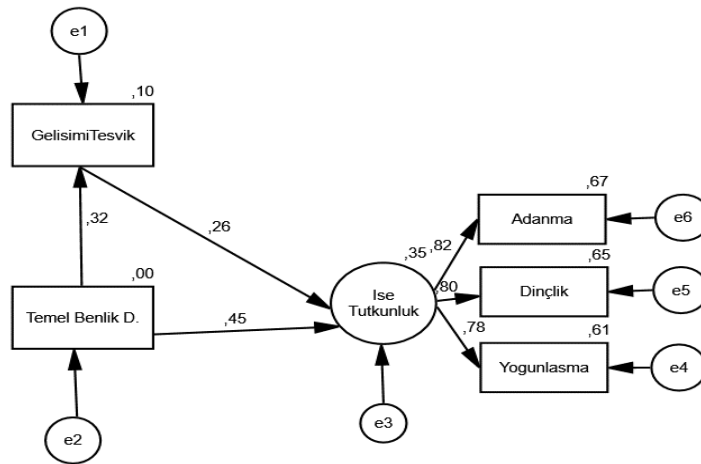 e1
,10
GelisimiTesvik
,32
,26
,00
Temel Benlik D.
,45
e2
,35
Ise
Tutkunluk
e3
,82
,80
,78
,67
Adanma
e6
,65
Dinçlik
e5
,61
Yogunlasma
e4